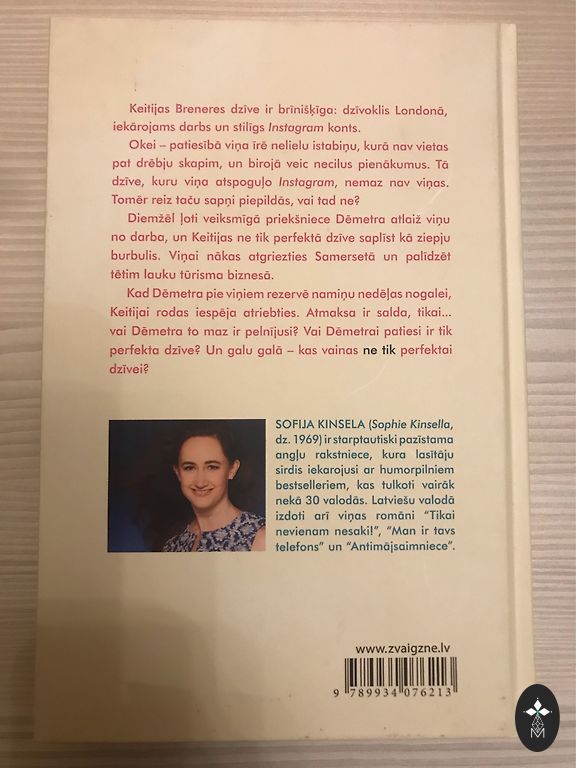 Keitijas Breneres dzīve ir brīnišķīga: dzīvoklis Londonā,
iekārojams darbs un stilīgs Instagram konts.
Okei – patiesībā viņa īrē nelielu istabiņu, kurā nav vietas
pat drēbju skapim, un birojā veic necilus pienākumus. Tā
dzīve, kuru viņa atspoguļo Instagram, nemaz nav viņas.
Tomēr reiz taču sapņi piepildās, vai tad ne?
Diemžēl ļoti veiksmīgā priekšniece Dēmetra atlaiž viņu
no darba, un Keitijas ne tik perfektā dzīve saplīst kā ziepju
burbulis. Viņai nākas atgriezties Samersetā un palīdzēt
tētim lauku tūrisma biznesā.
Kad Dēmetra pie viņiem rezervē namiņu nedēļas nogalei,
Keitijai rodas iespēja atriebties. Atmaksa ir salda, tikai...
vai Dēmetra to maz ir pelnījusi? Vai Dēmetrai patiesi ir tik
perfekta dzīve? Un galu galā – kas vainas ne tik perfektai
dzīvei?
SOFIJA KINSELA (Sophie Kinsella,
dz. 1969) ir starptautiski pazīstama
angļu rakstniece, kura lasītāju
sirdis iekarojusi ar humorpilniem
bestselleriem, kas tulkoti vairāk
nekā 30 valodās. Latviešu valodā
izdoti arī viņas romāni “Tikai
nevienam nesaki!”, “Man ir tavs
telefons” un “Antimājsaimniece”.
www.zvaigzne.lv
9 789934 076213
M